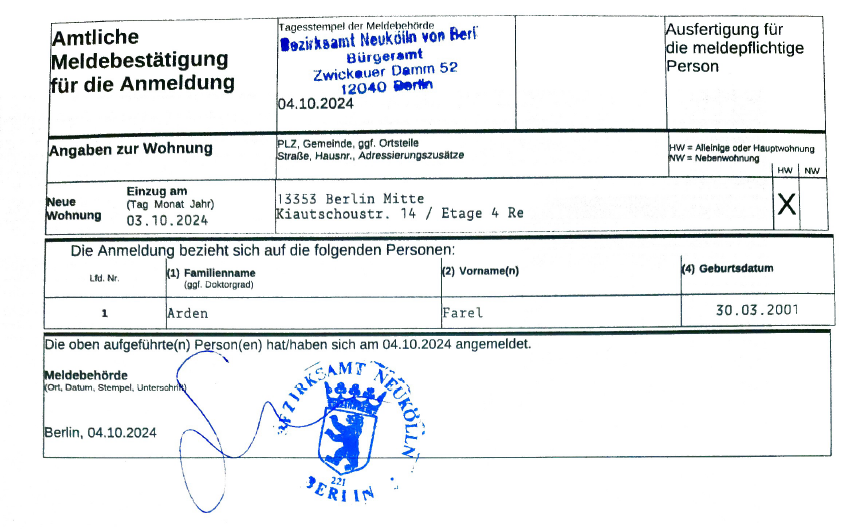 Amtliche
Meldebestätigung
für die Anmeldung
Tagesstempel der Meldebehörde
Bezirksamt Neukölln von Berl
Bürgeramt
Zwickauer Damm 52
12040 Berlin
04.10.2024
Ausfertigung für
die meldepflichtige
Person
Angaben zur Wohnung
PLZ, Gemeinde, ggf. Ortsteile
Straße, Hausnr., Adressierungszusätze
HW = Alleinige oder Hauptwohnung
NW = Nebenwohnung
HW NW
Neue
Wohnung
Einzug am
(Tag Monat Jahr)
03.10.2024
13353 Berlin Mitte
Kiautschoustr. 14 / Etage 4 Re
X
Die Anmeldung bezieht sich auf die folgenden Personen:
Lfd. Nr.
(1) Familienname
(ggf. Doktorgrad)
(2) Vorname(n)
(4) Geburtsdatum
1 Arden Farel 30.03.2001
Die oben aufgeführte(n) Person(en) hat/haben sich am 04.10.2024 angemeldet.
Meldebehörde
(Ort, Datum, Stempel, Unterschrift)
Berlin, 04.10.2024
BEZIRKSAMT NEUKÖLLN
221
BERLIN